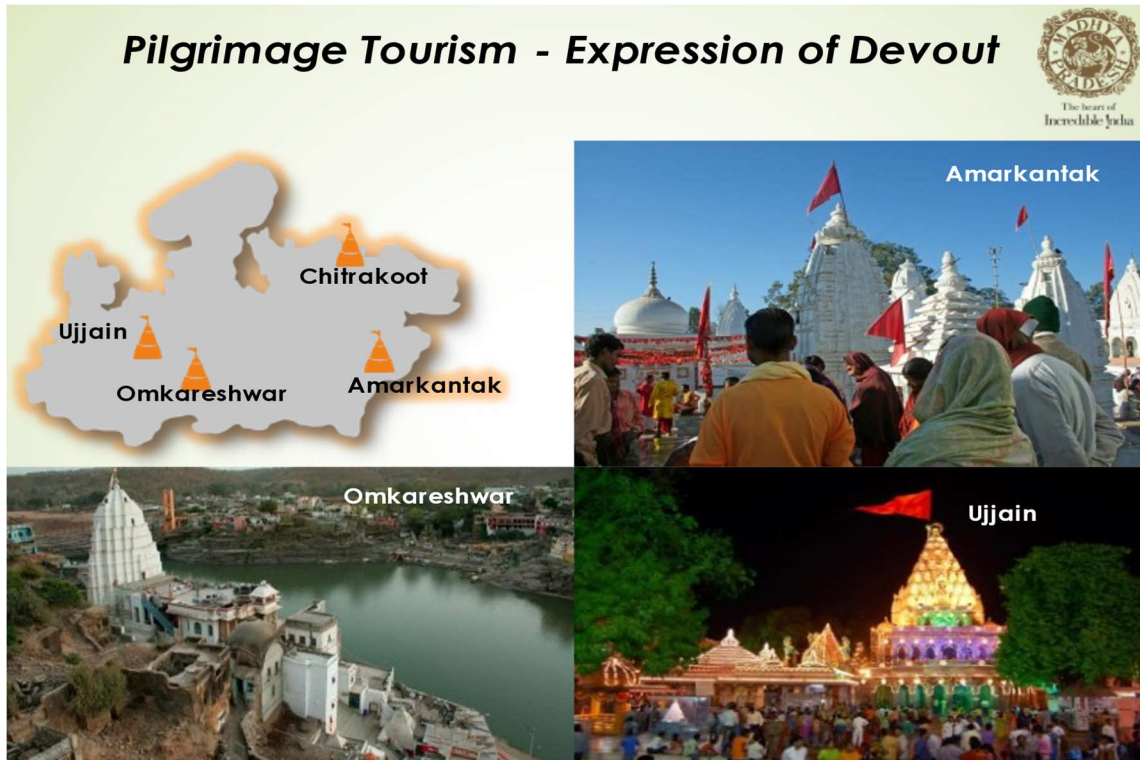 Pilgrimage Tourism - Expression of Devout
MADHYA PRADESH
The heart of
Incredible India
Chitrakoot
Ujjain
Omkareshwar
Amarkantak
Amarkantak
Omkareshwar
Ujjain